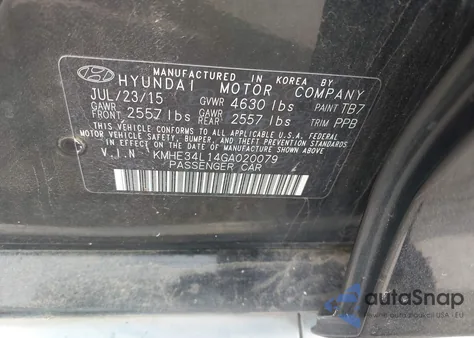 MANUFACTURED IN KOREA BY
HYUNDAI MOTOR COMPANY
JUL/23/15 GVWR 4630 lbs PAINT TB7
GAWR FRONT 2557 lbs GAWR REAR 2557 lbs TRIM PPB
THIS VEHICLE CONFORMS TO ALL APPLICABLE U.S.A. FEDERAL
MOTOR VEHICLE SAFETY, BUMPER, AND THEFT PREVENTION STANDARDS
IN EFFECT ON THE DATE OF MANUFACTURE SHOWN ABOVE.
V.I.N KMHE34L14GA020079
PASSENGER CAR
autoSnap